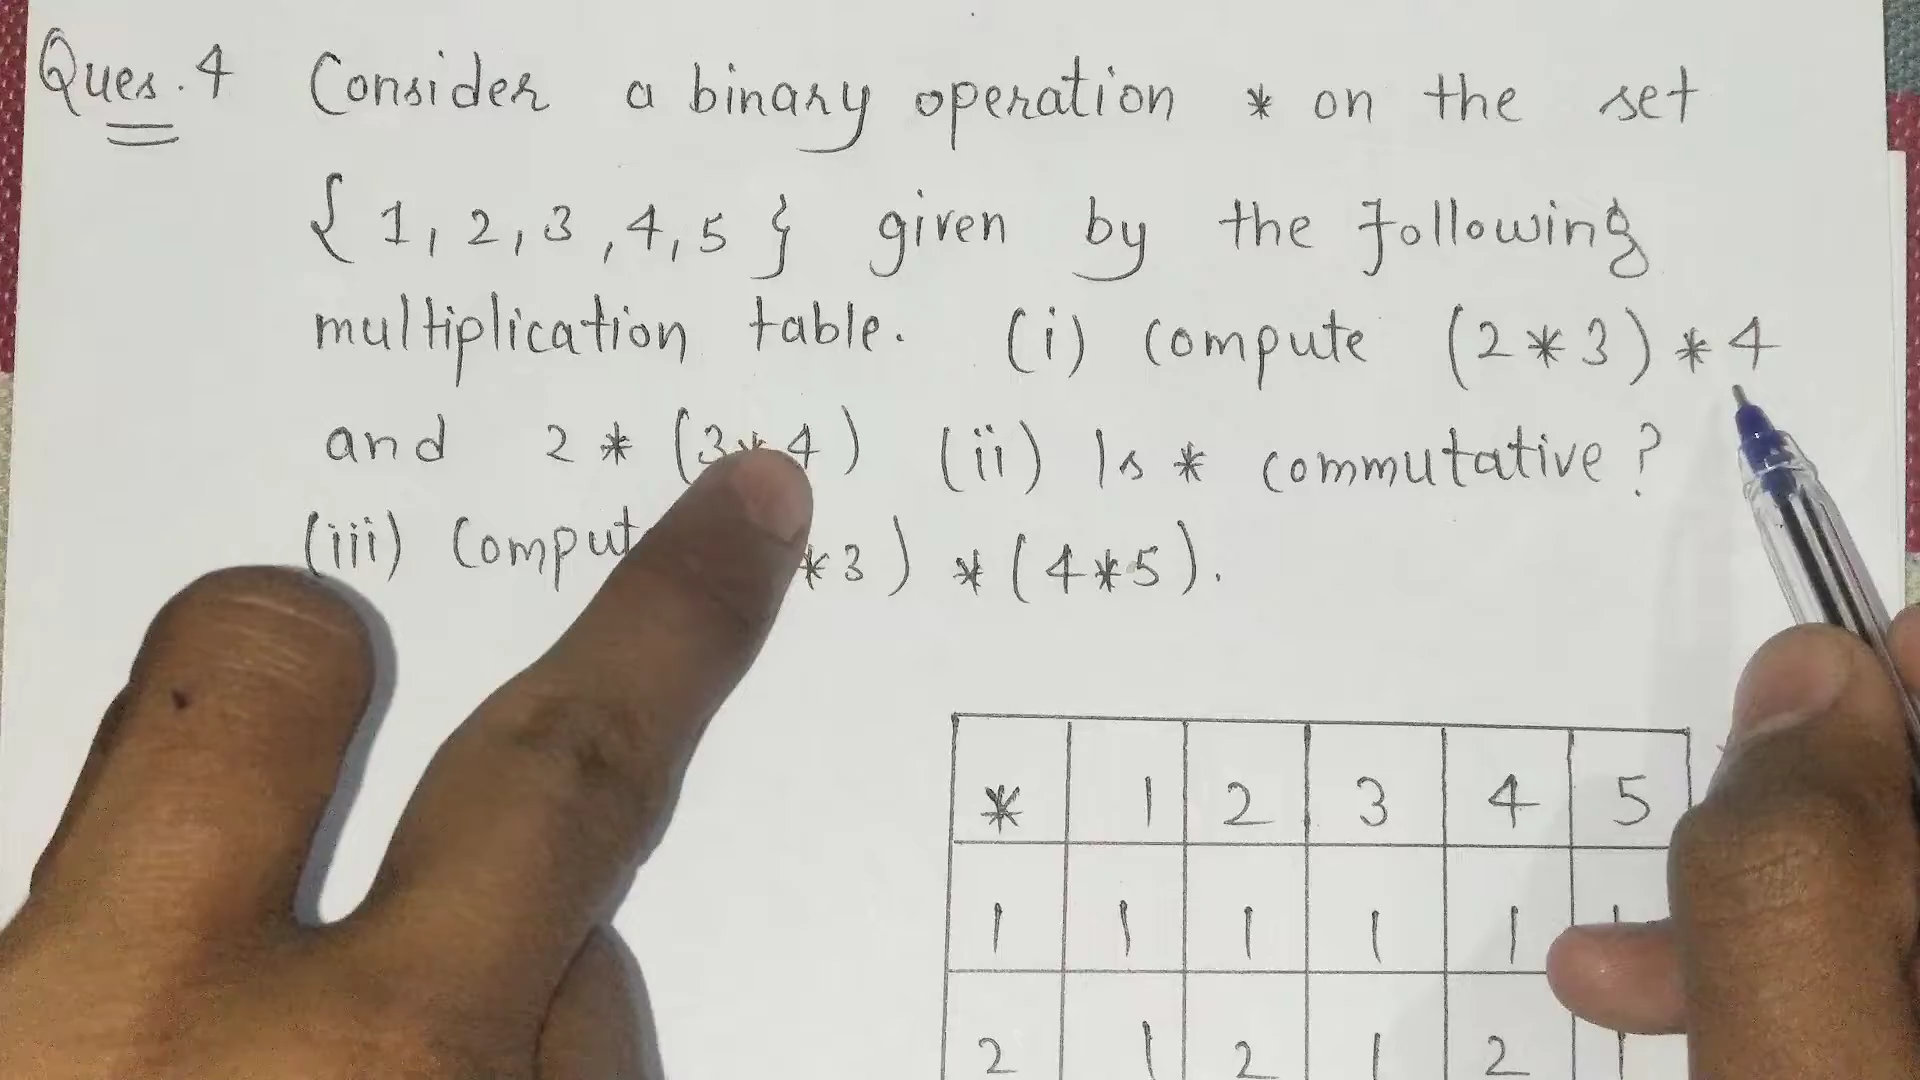 Ques. 4 Consider a binary operation * on the set
{ 1, 2, 3, 4, 5 } given by the following
multiplication table. (i) compute (2*3) * 4
and 2 * (3*4) (ii) Is * commutative?
(iii) Comput *3) * (4*5).
* 1 2 3 4 5
1 1 1 1 1 1
2 1 2 1 2 1